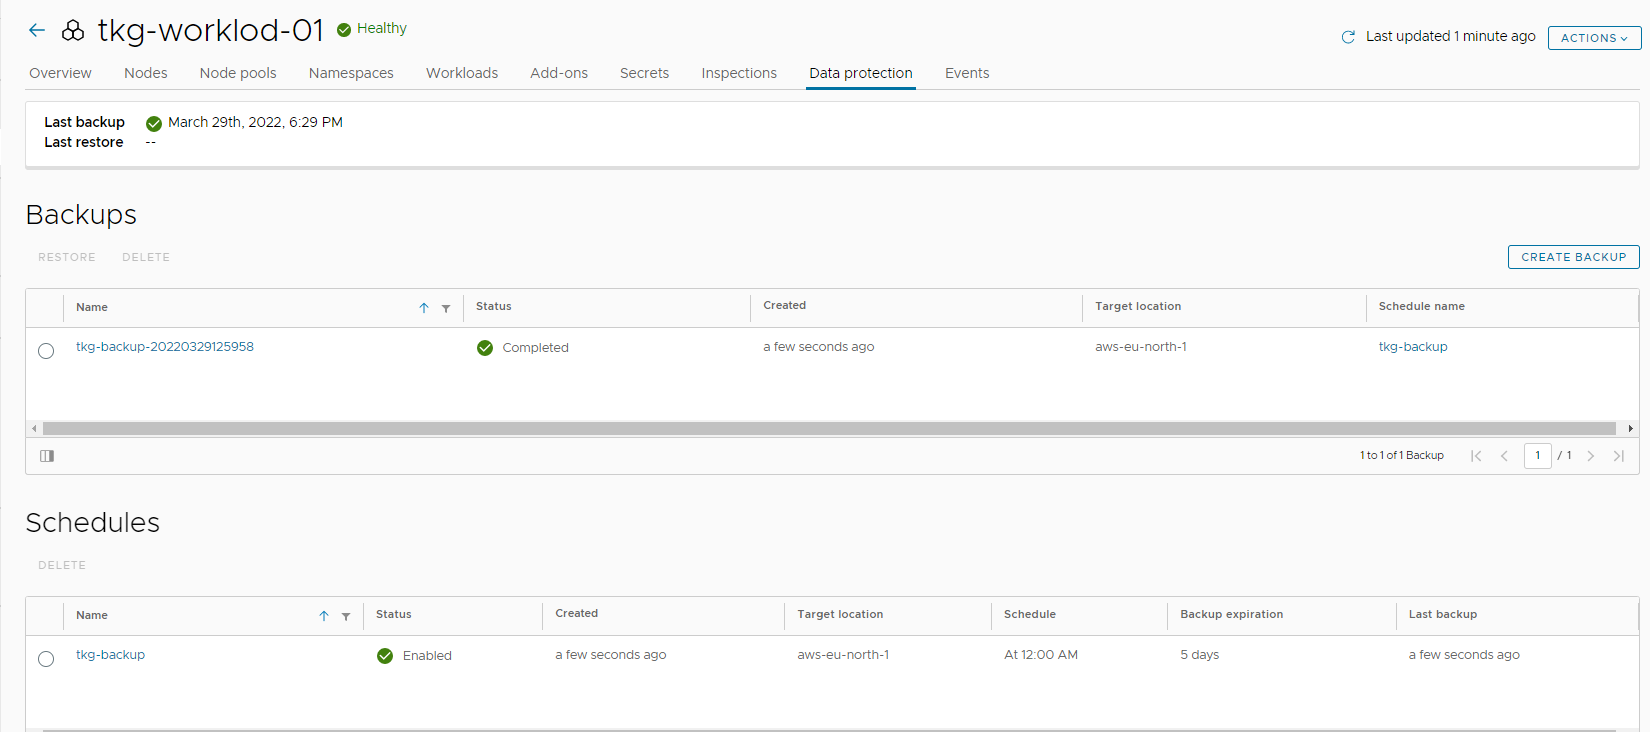 tkg-worklod-01 Healthy
Last updated 1 minute ago ACTIONS
Overview Nodes Node pools Namespaces Workloads Add-ons Secrets Inspections Data protection Events
Last backup March 29th, 2022, 6:29 PM
Last restore --
Backups
RESTORE DELETE CREATE BACKUP
Name Status Created Target location Schedule name
tkg-backup-20220329125958 Completed a few seconds ago aws-eu-north-1 tkg-backup
1 to 1 of 1 Backup 1 / 1
Schedules
DELETE
Name Status Created Target location Schedule Backup expiration Last backup
tkg-backup Enabled a few seconds ago aws-eu-north-1 At 12:00 AM 5 days a few seconds ago